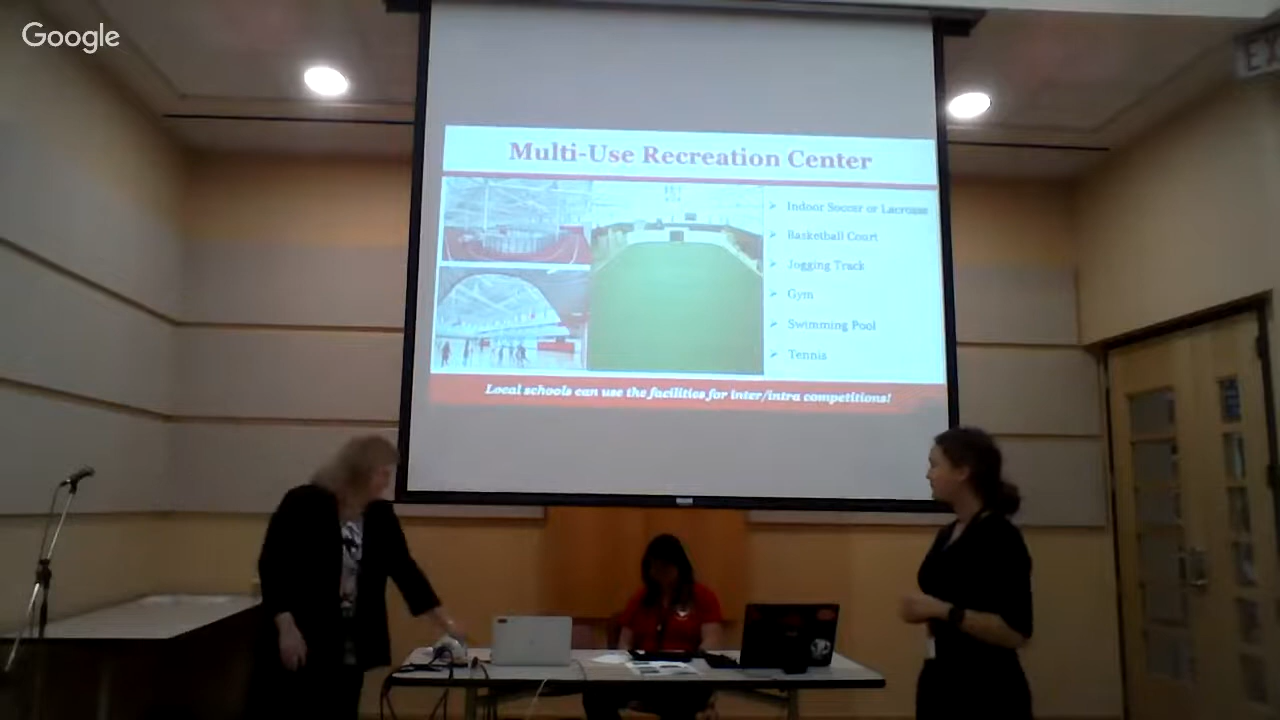 Google
EX
Multi-Use Recreation Center
Indoor Soccer or Lacrosse
Basketball Court
Jogging Track
Gym
Swimming Pool
Tennis
Local schools can use the facilities for inter/intra competitions!